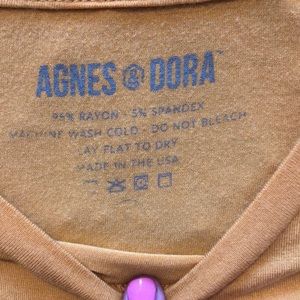 AGNES & DORA™
95% RAYON · 5% SPANDEX
MACHINE WASH COLD · DO NOT BLEACH
LAY FLAT TO DRY
MADE IN THE USA